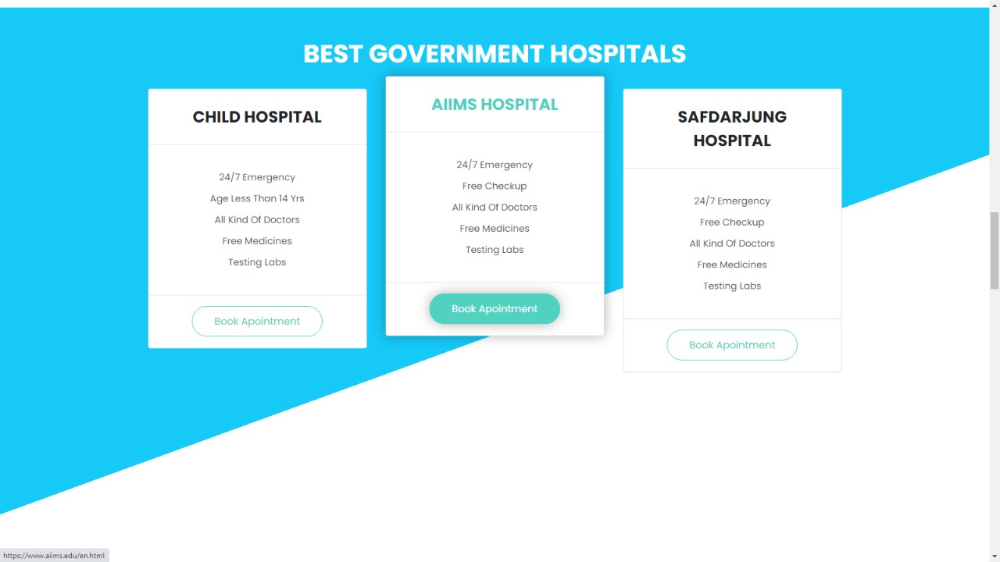 BEST GOVERNMENT HOSPITALS
CHILD HOSPITAL
24/7 Emergency
Age Less Than 14 Yrs
All Kind Of Doctors
Free Medicines
Testing Labs
Book Apointment
AIIMS HOSPITAL
24/7 Emergency
Free Checkup
All Kind Of Doctors
Free Medicines
Testing Labs
Book Apointment
SAFDARJUNG
HOSPITAL
24/7 Emergency
Free Checkup
All Kind Of Doctors
Free Medicines
Testing Labs
Book Apointment
https://www.aiims.edu/en.html